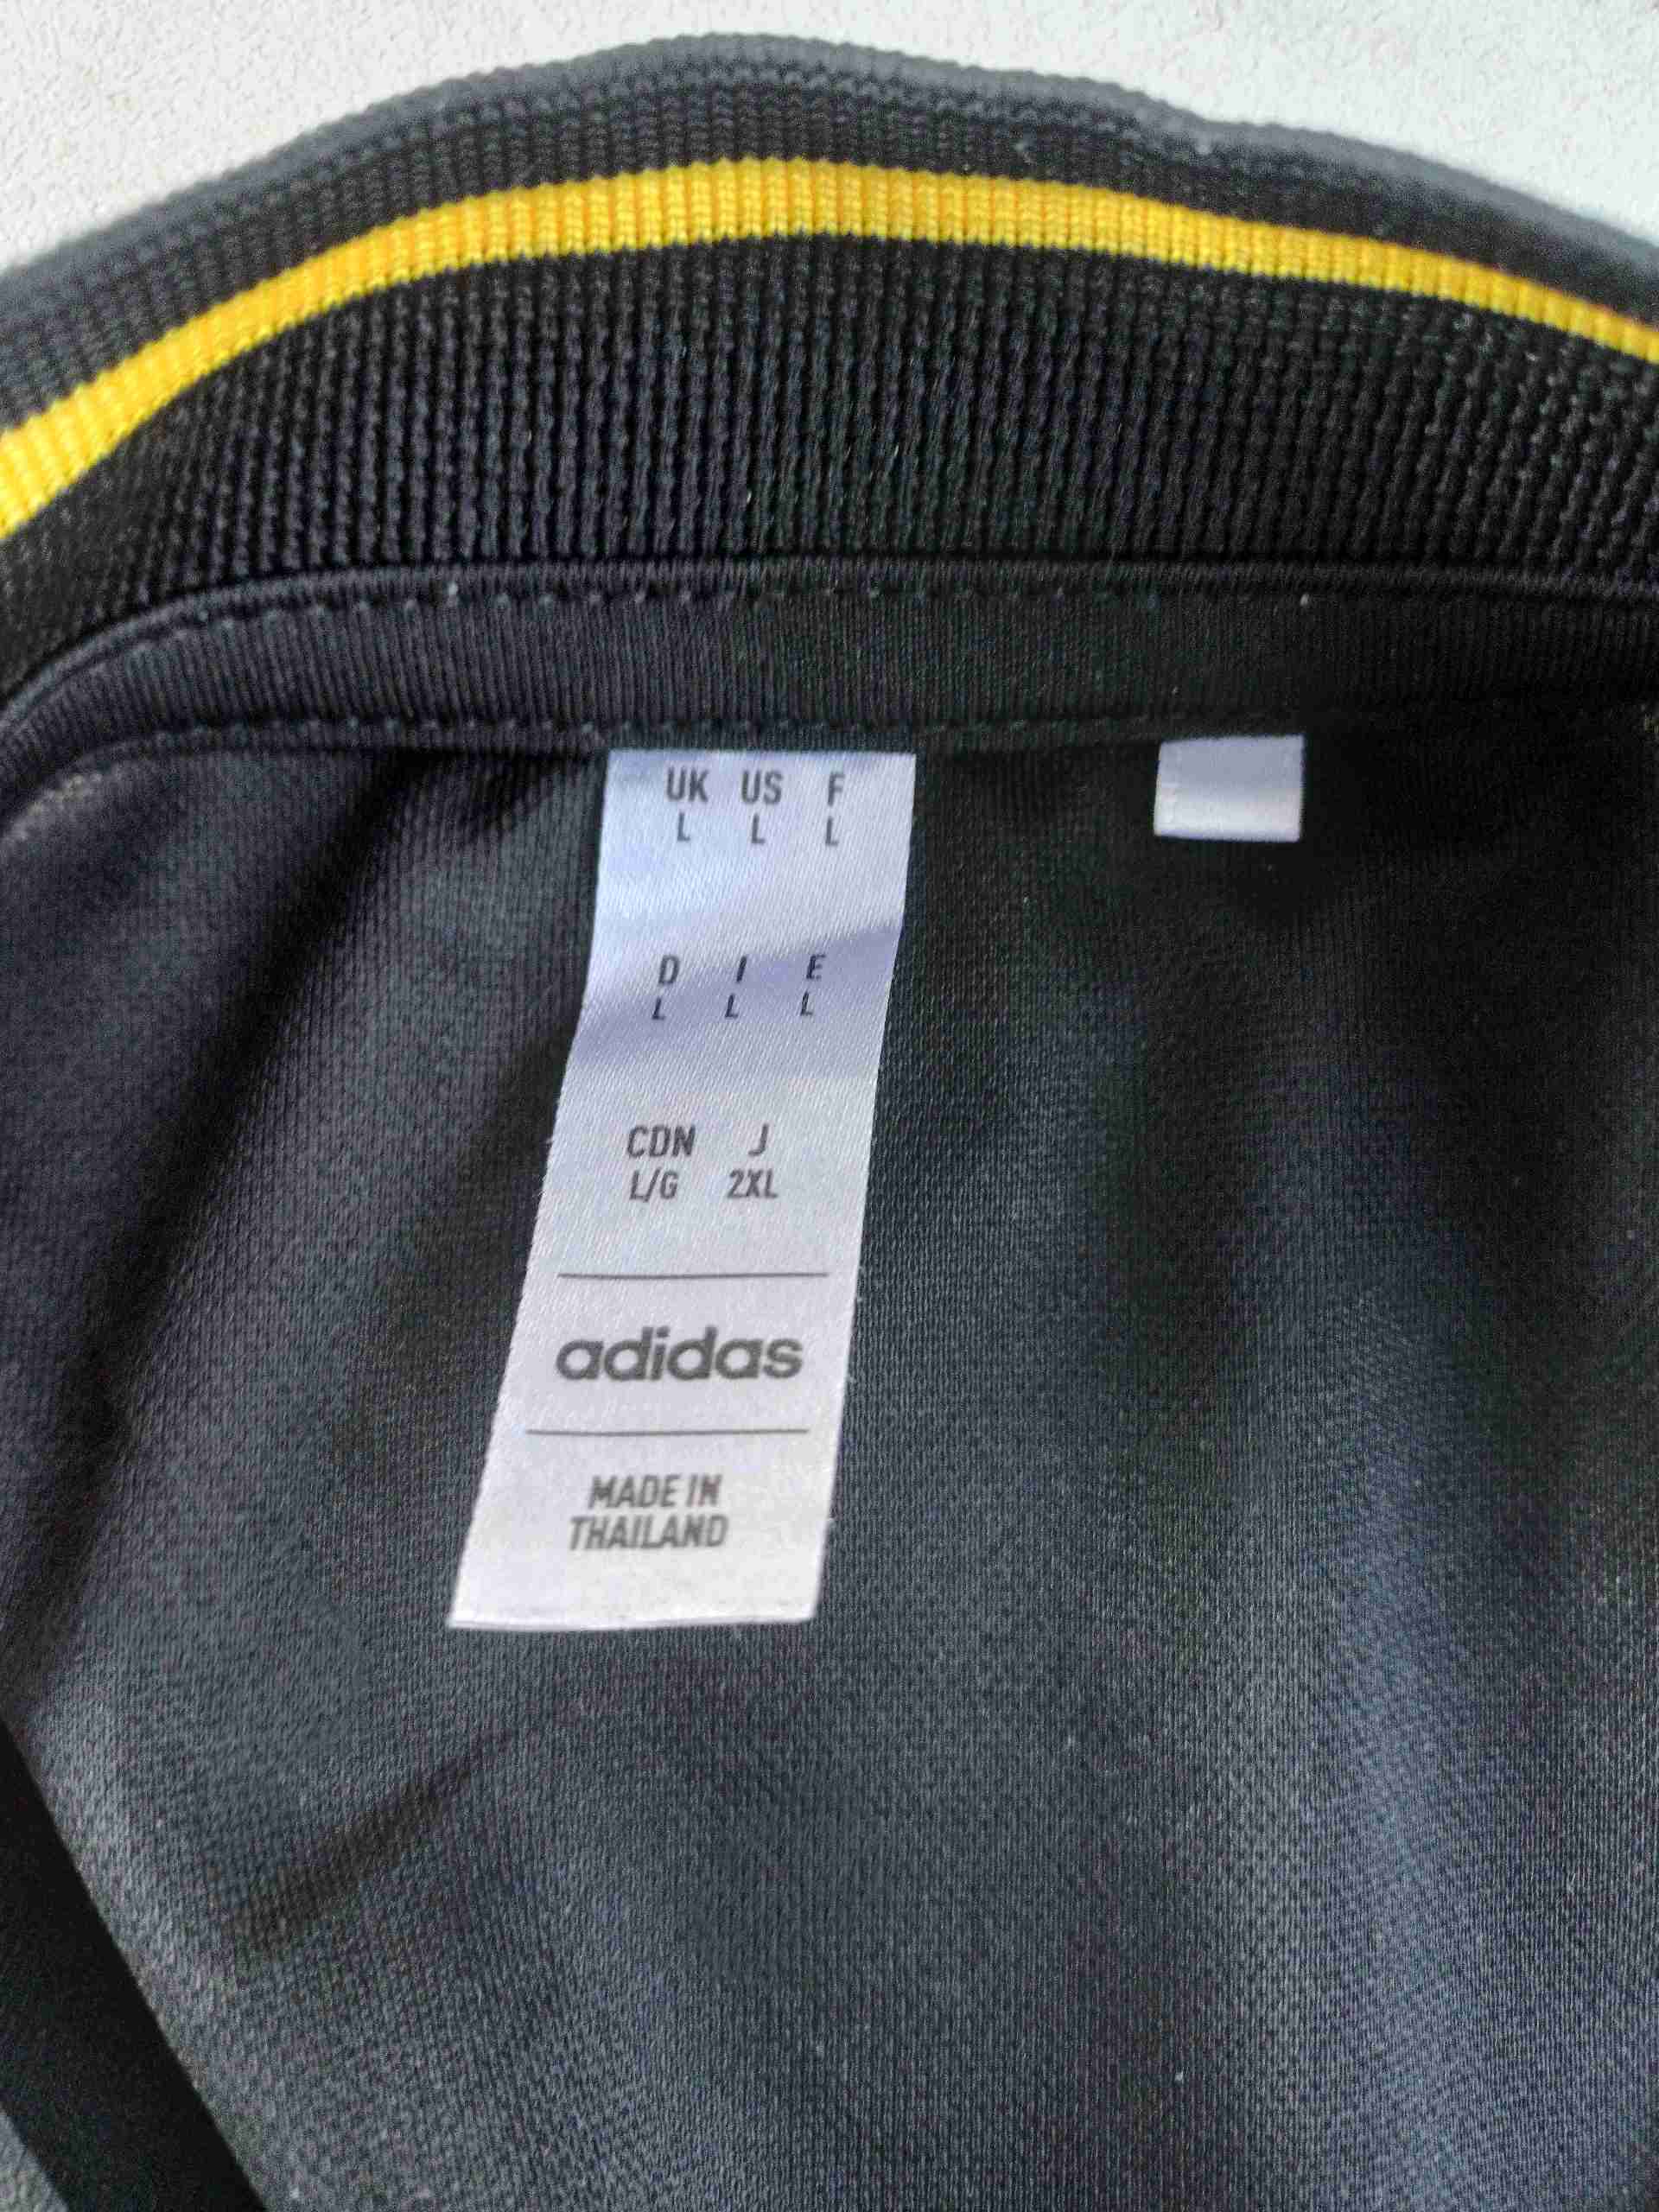 UK US F
L L L
D I E
L L L
CDN J
L/G 2XL
adidas
MADE IN
THAILAND